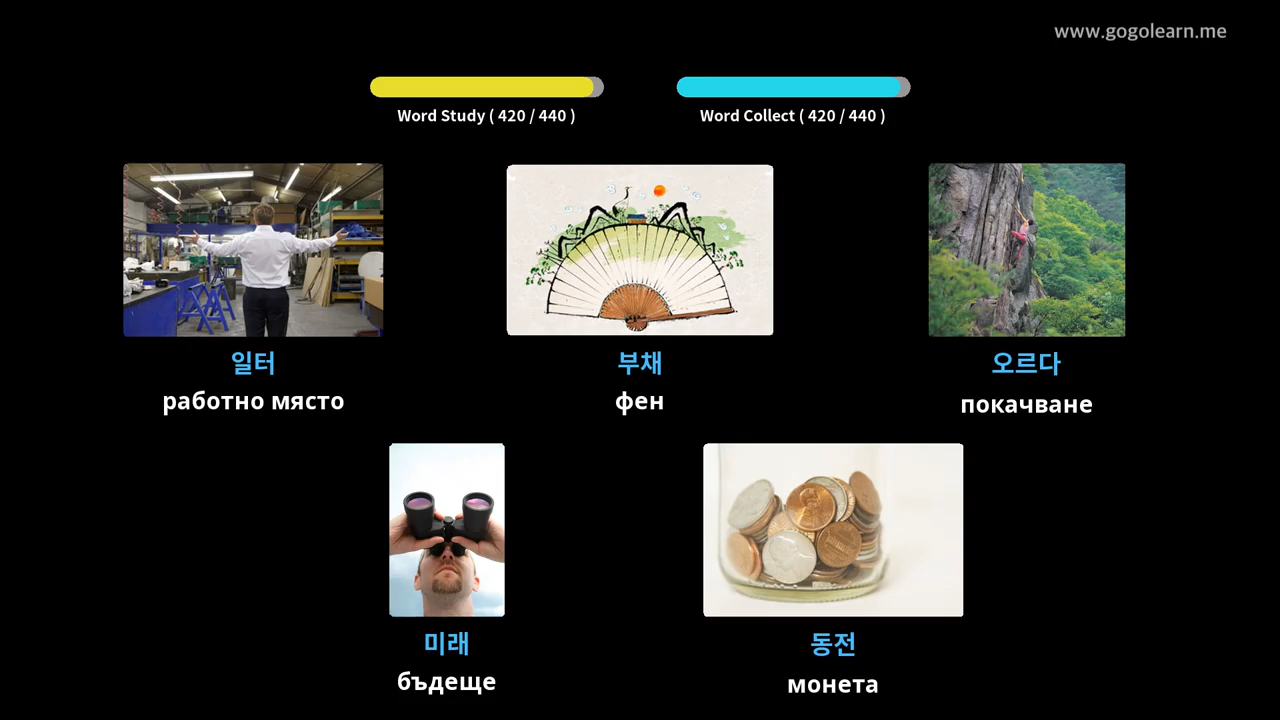 www.gogolearn.me
Word Study ( 420 / 440 )
Word Collect ( 420 / 440 )
일터
부채
오르다
работно място
фен
покачване
미래
동전
бъдеще
монета